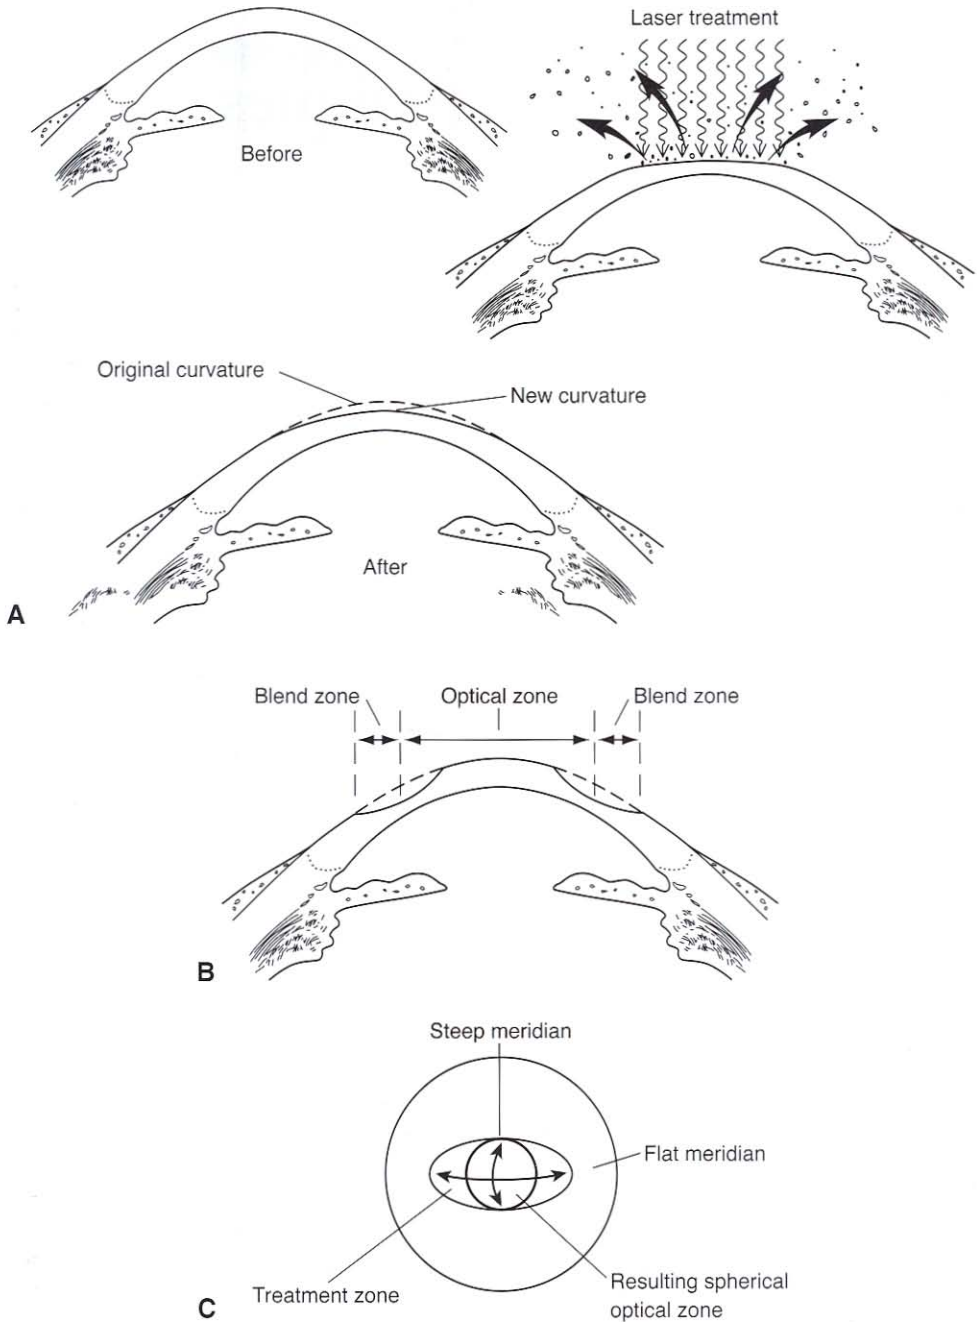 Laser treatment
Before
Original curvature
New curvature
After
A
Blend zone
Optical zone
Blend zone
B
Steep meridian
Flat meridian
Treatment zone
Resulting spherical
optical zone
C